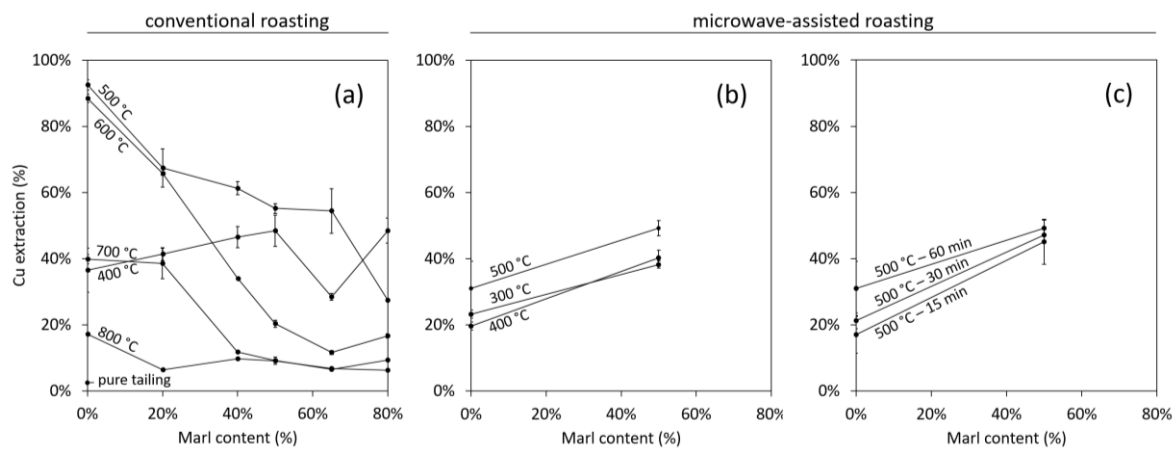 conventional roasting
microwave-assisted roasting
100%
80%
60%
40%
20%
0%
Cu extraction (%)
500 °C
600 °C
700 °C
400 °C
800 °C
pure tailing
(a)
0%
20%
40%
60%
80%
Marl content (%)
100%
80%
60%
40%
20%
0%
500 °C
300 °C
400 °C
(b)
0%
20%
40%
60%
80%
Marl content (%)
100%
80%
60%
40%
20%
0%
500 °C – 60 min
500 °C – 30 min
500 °C – 15 min
(c)
0%
20%
40%
60%
80%
Marl content (%)